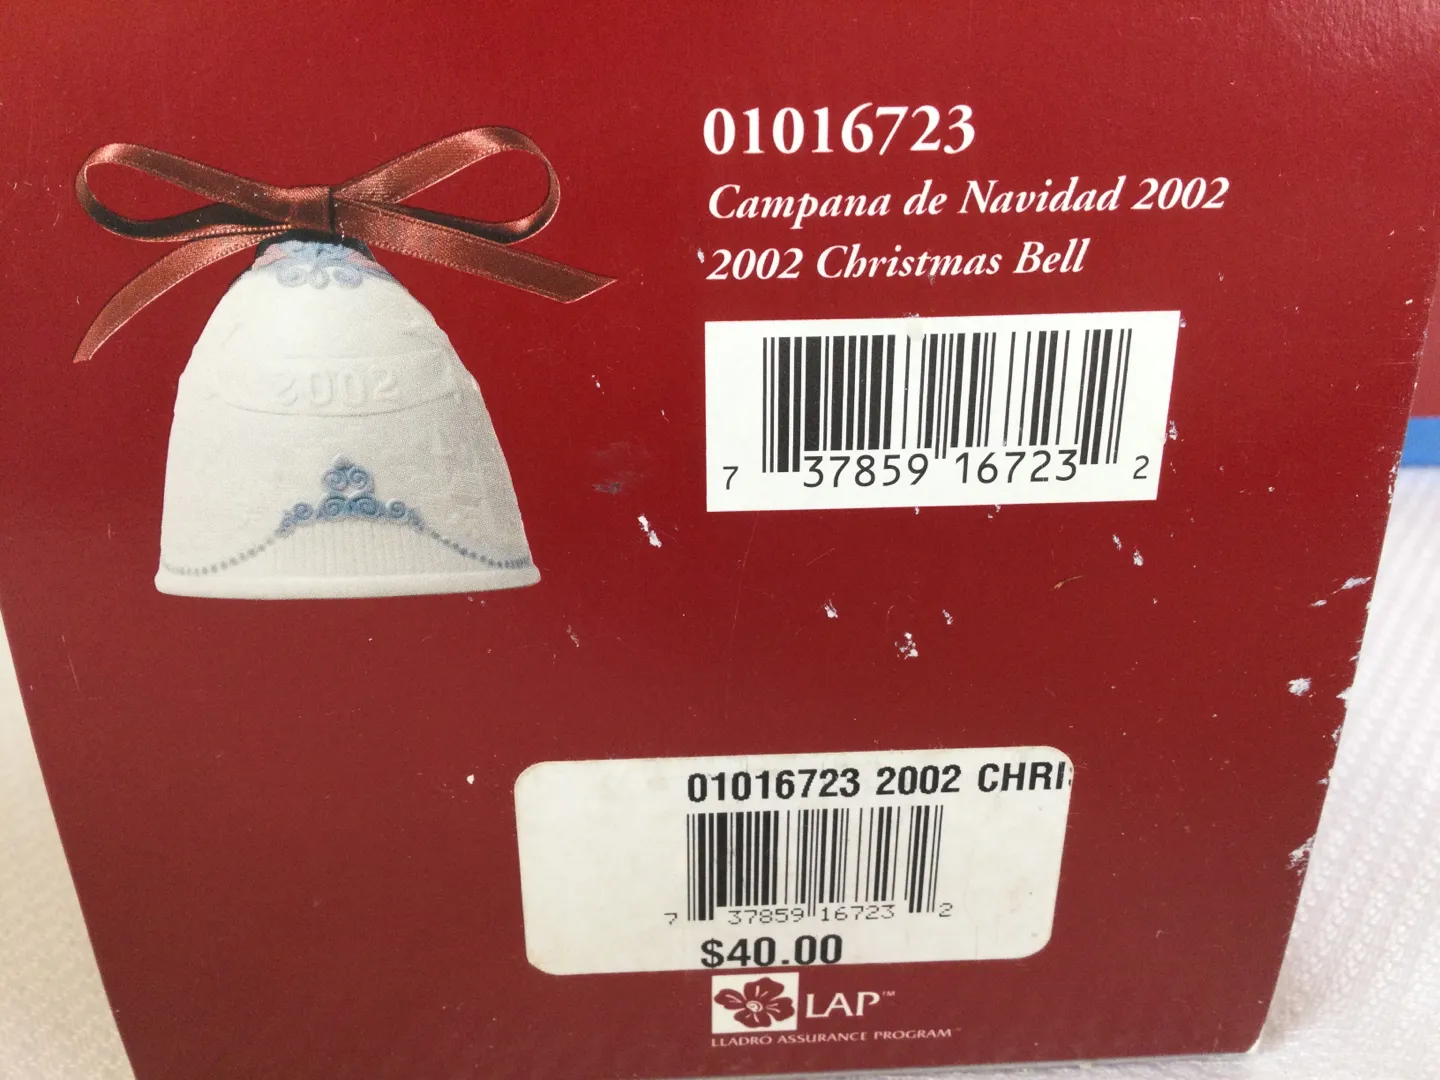 01016723
Campana de Navidad 2002
2002 Christmas Bell
2002
7 37859 16723 2
01016723 2002 CHRI
7 37859 16723 2
$40.00
LAP™
LLADRO ASSURANCE PROGRAM™